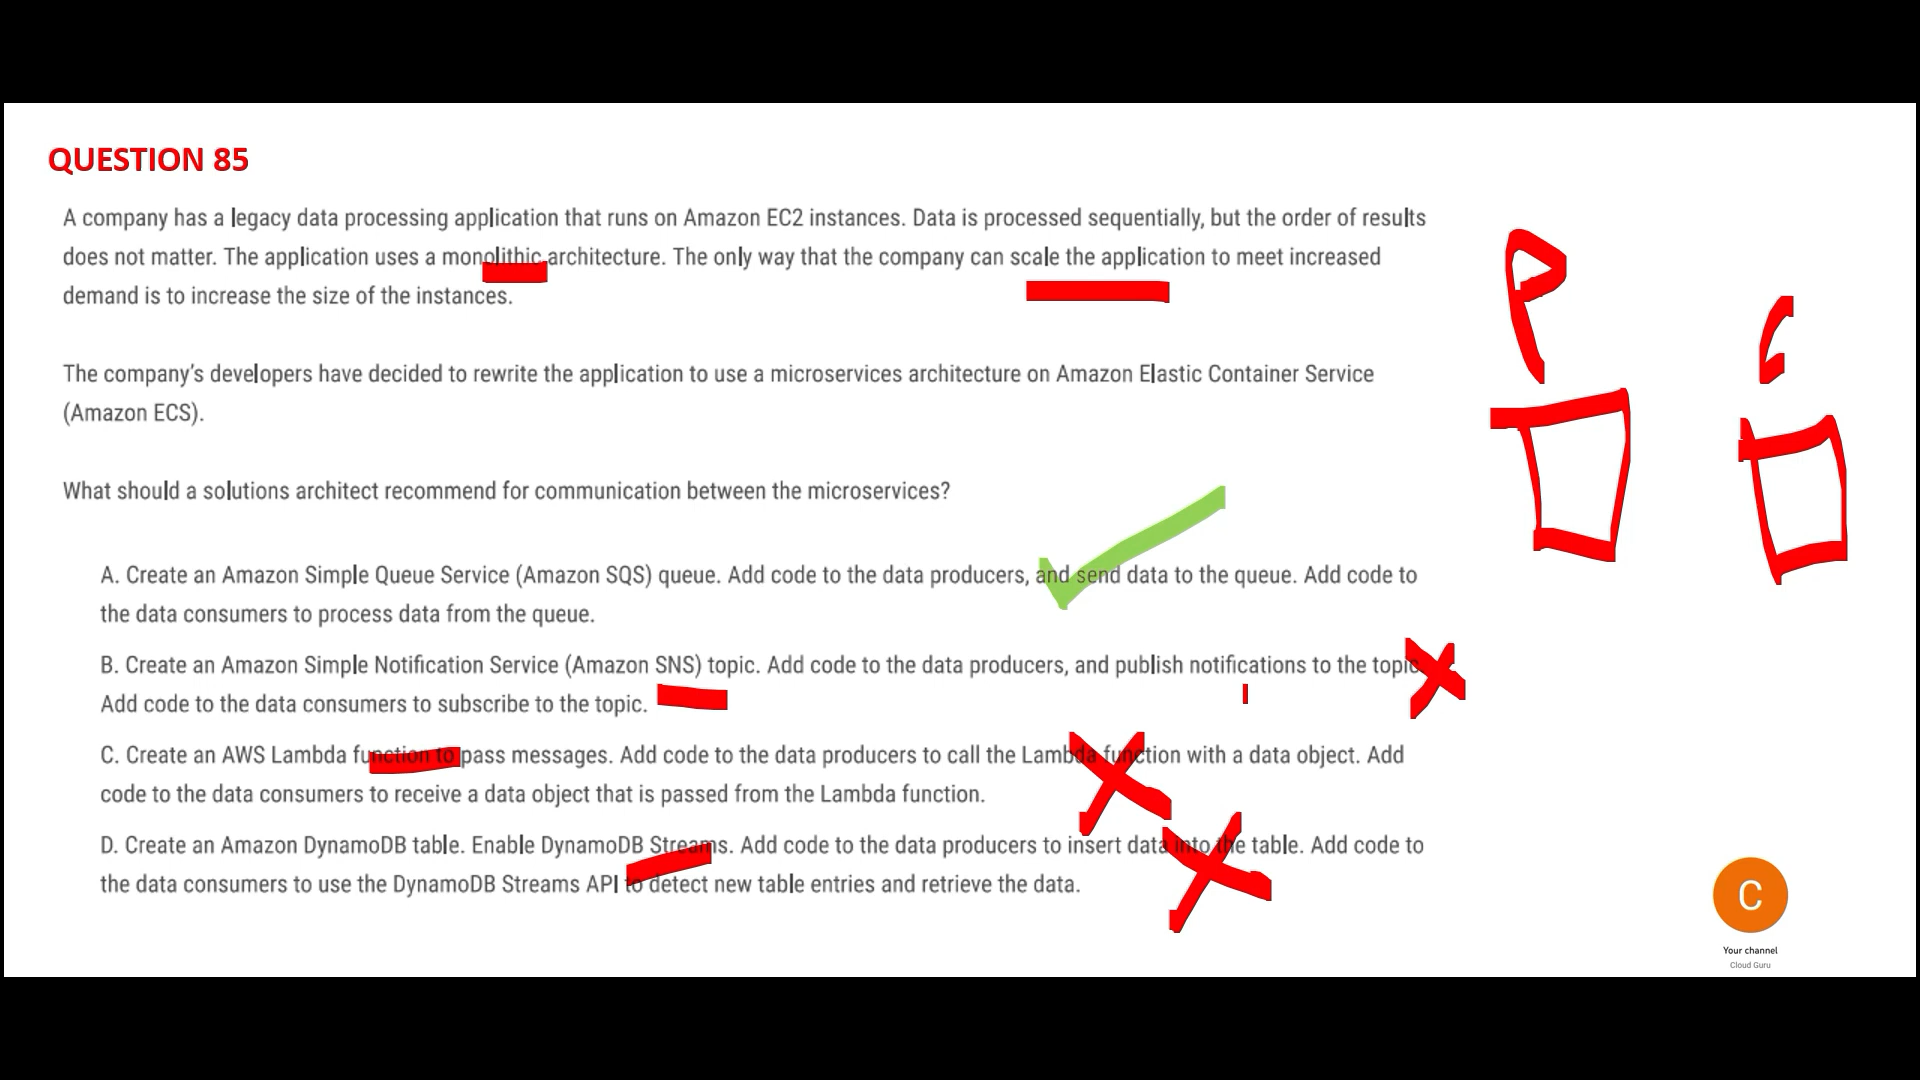 QUESTION 85
A company has a legacy data processing application that runs on Amazon EC2 instances. Data is processed sequentially, but the order of results
does not matter. The application uses a monolithic architecture. The only way that the company can scale the application to meet increased
demand is to increase the size of the instances.
The company's developers have decided to rewrite the application to use a microservices architecture on Amazon Elastic Container Service
(Amazon ECS).
What should a solutions architect recommend for communication between the microservices?
A. Create an Amazon Simple Queue Service (Amazon SQS) queue. Add code to the data producers, and send data to the queue. Add code to
the data consumers to process data from the queue.
B. Create an Amazon Simple Notification Service (Amazon SNS) topic. Add code to the data producers, and publish notifications to the topic.
Add code to the data consumers to subscribe to the topic.
C. Create an AWS Lambda function to pass messages. Add code to the data producers to call the Lambda function with a data object. Add
code to the data consumers to receive a data object that is passed from the Lambda function.
D. Create an Amazon DynamoDB table. Enable DynamoDB Streams. Add code to the data producers to insert data into the table. Add code to
the data consumers to use the DynamoDB Streams API to detect new table entries and retrieve the data.
P
C
Your channel
Cloud Guru